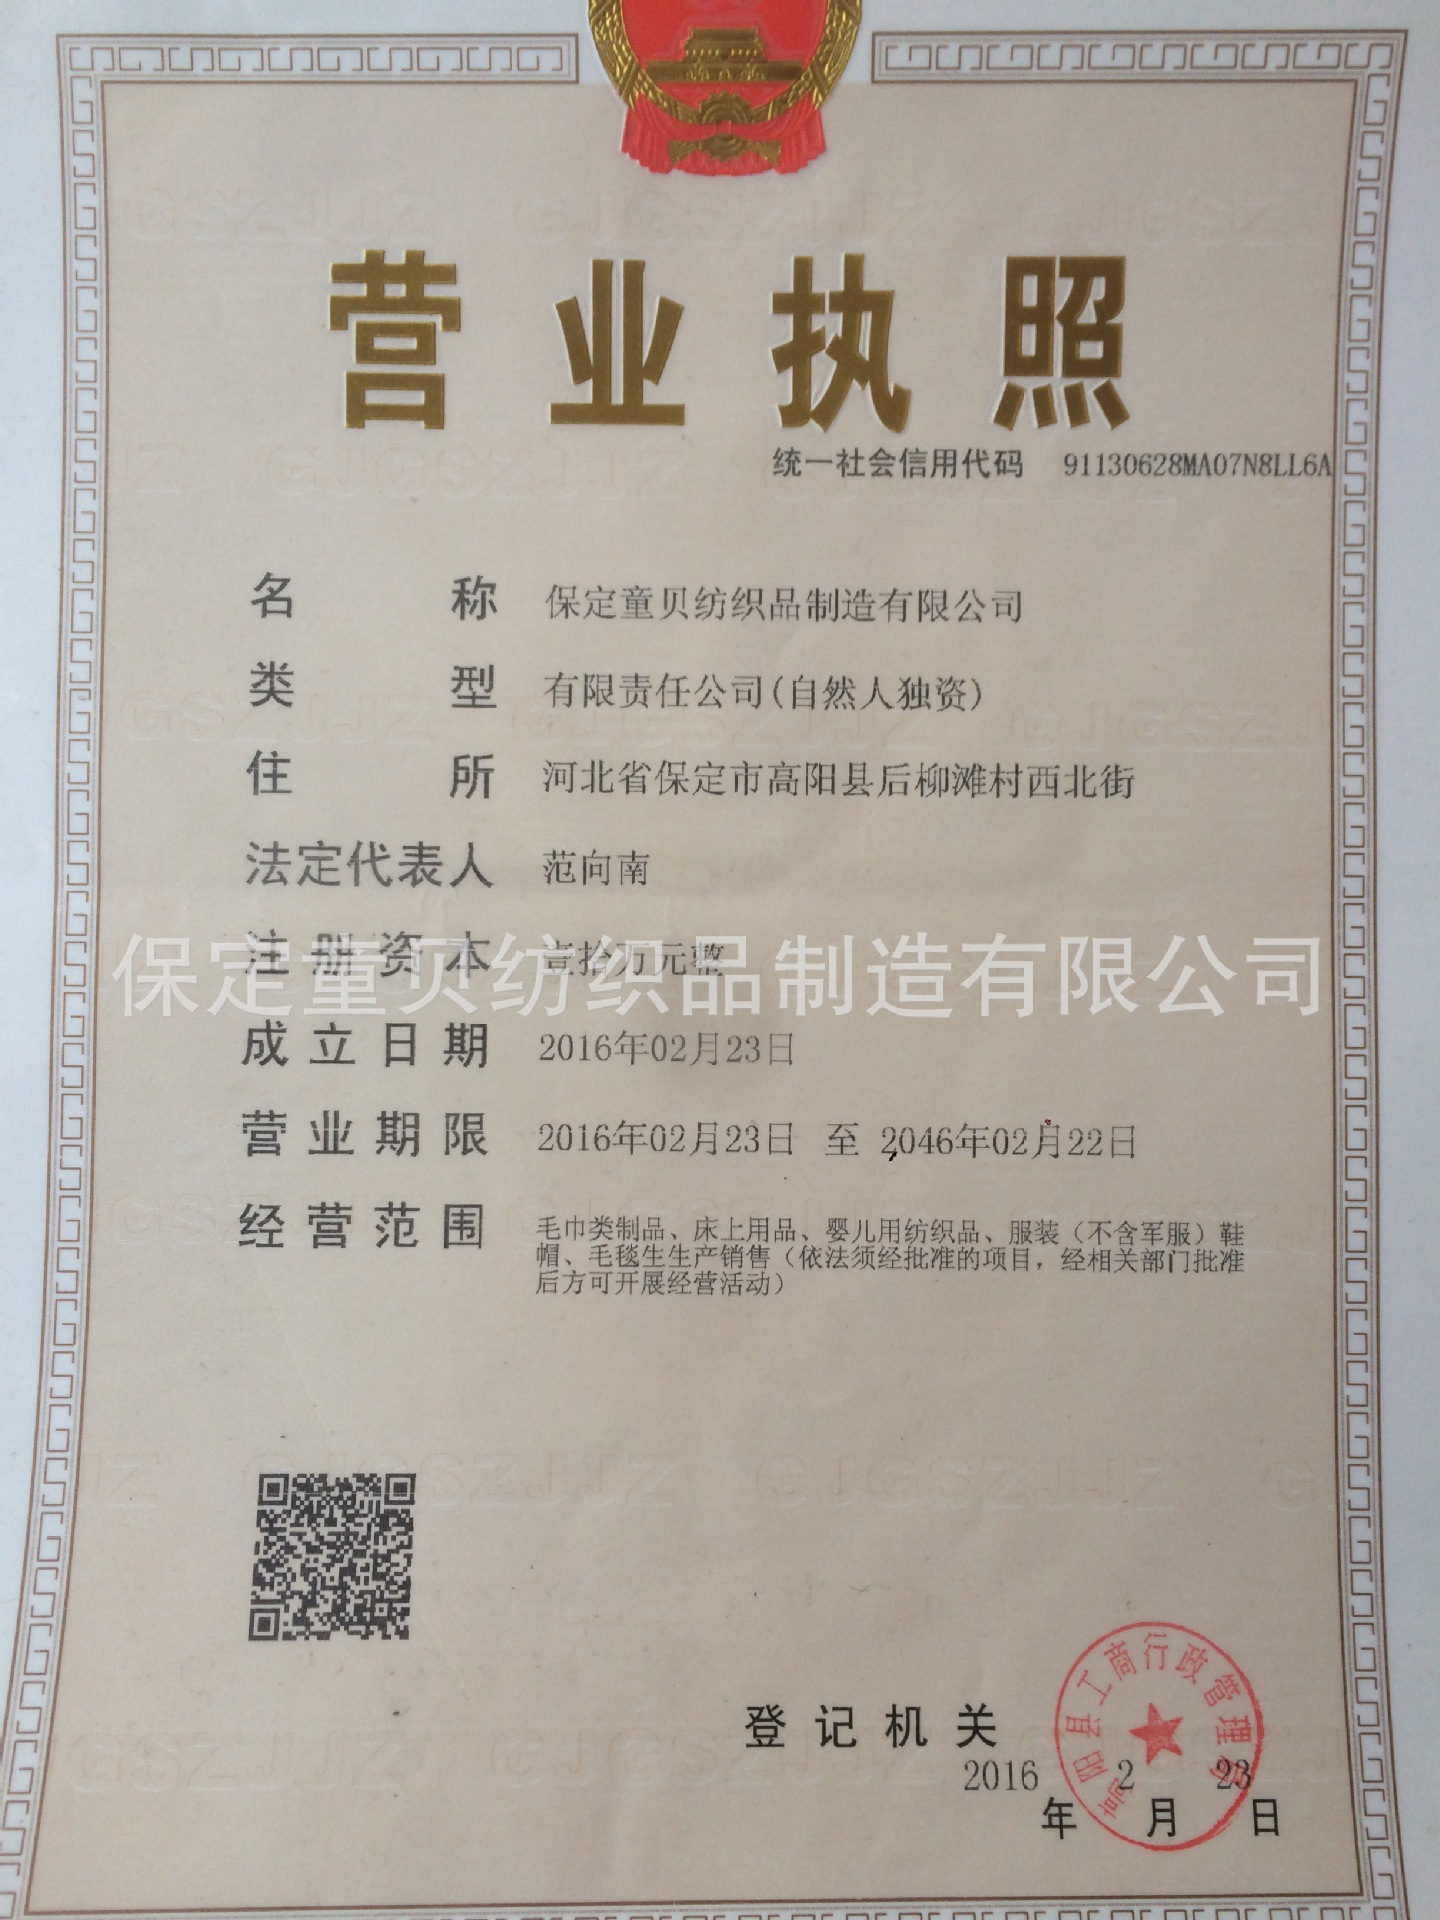 营业执照
统一社会信用代码 91130628MA07N8LL6A
名称 保定童贝纺织品制造有限公司
类型 有限责任公司(自然人独资)
住所 河北省保定市高阳县后柳滩村西北街
法定代表人 范向南
注册资本 壹拾万元整
保定童贝纺织品制造有限公司
成立日期 2016年02月23日
营业期限 2016年02月23日 至 2046年02月22日
经营范围 毛巾类制品、床上用品、婴儿用纺织品、服装（不含军服）鞋
帽、毛毯生生产销售（依法须经批准的项目，经相关部门批准
后方可开展经营活动）
登记机关
高阳县工商行政管理局
2016 2 23
年 月 日